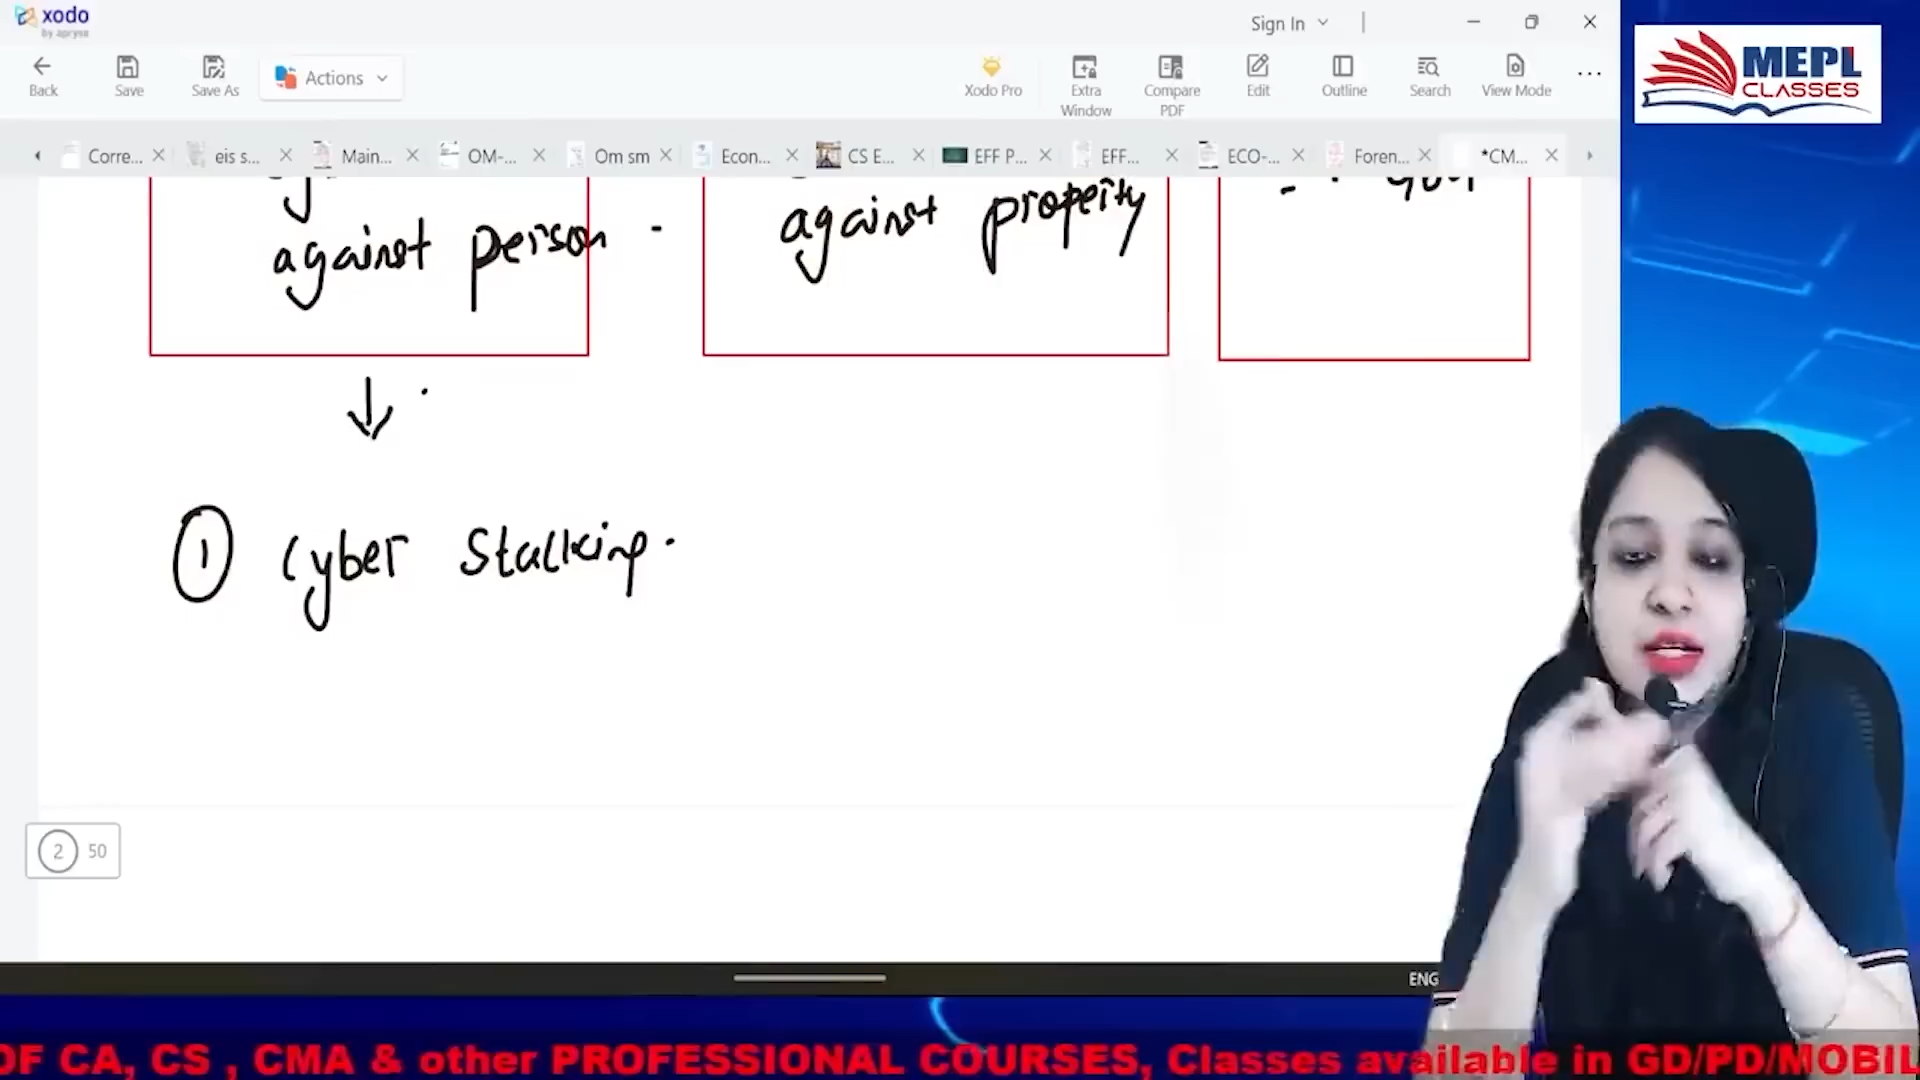 xodo
by apryse
Sign In
Back
Save
Save As
Actions
Xodo Pro
Extra Window
Compare PDF
Edit
Outline
Search
View Mode
Corre...
eis s...
Main...
OM-...
Om sm
Econ...
CS E...
EFF P...
EFF...
ECO-...
Foren...
*CM...
MEPL
CLASSES
against person
against property
1 Cyber Stalking.
2 50
ENG
OF CA, CS , CMA & other PROFESSIONAL COURSES, Classes available in GD/PD/MOBIL